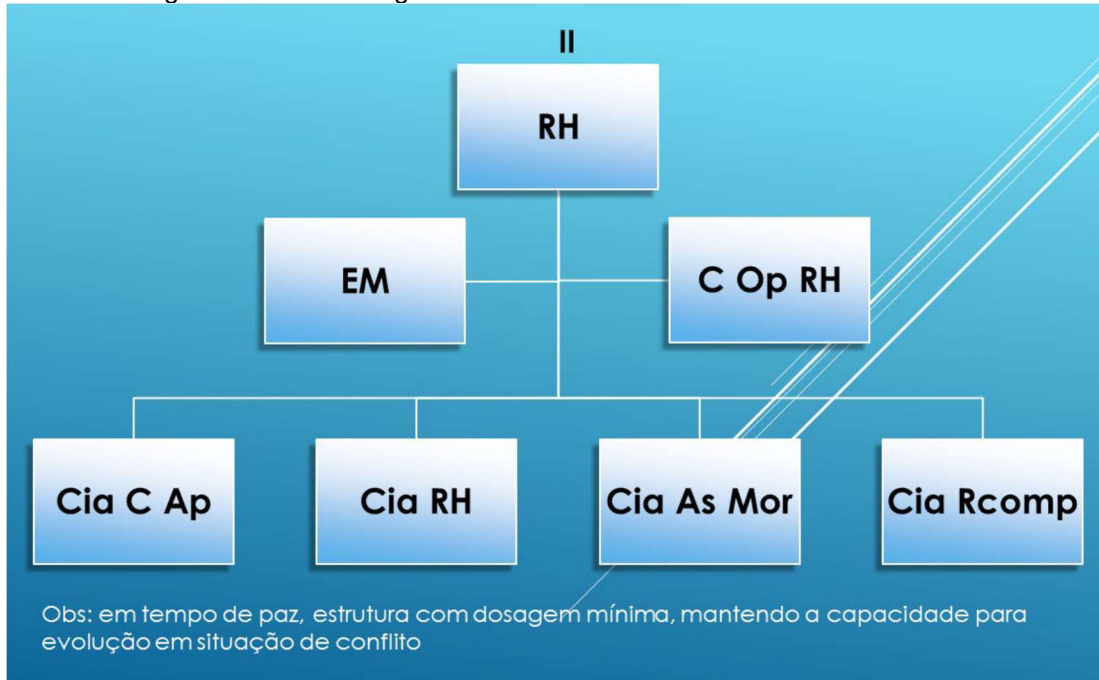 II
RH
EM
C Op RH
Cia C Ap
Cia RH
Cia As Mor
Cia Rcomp
Obs: em tempo de paz, estrutura com dosagem mínima, mantendo a capacidade para
evolução em situação de conflito